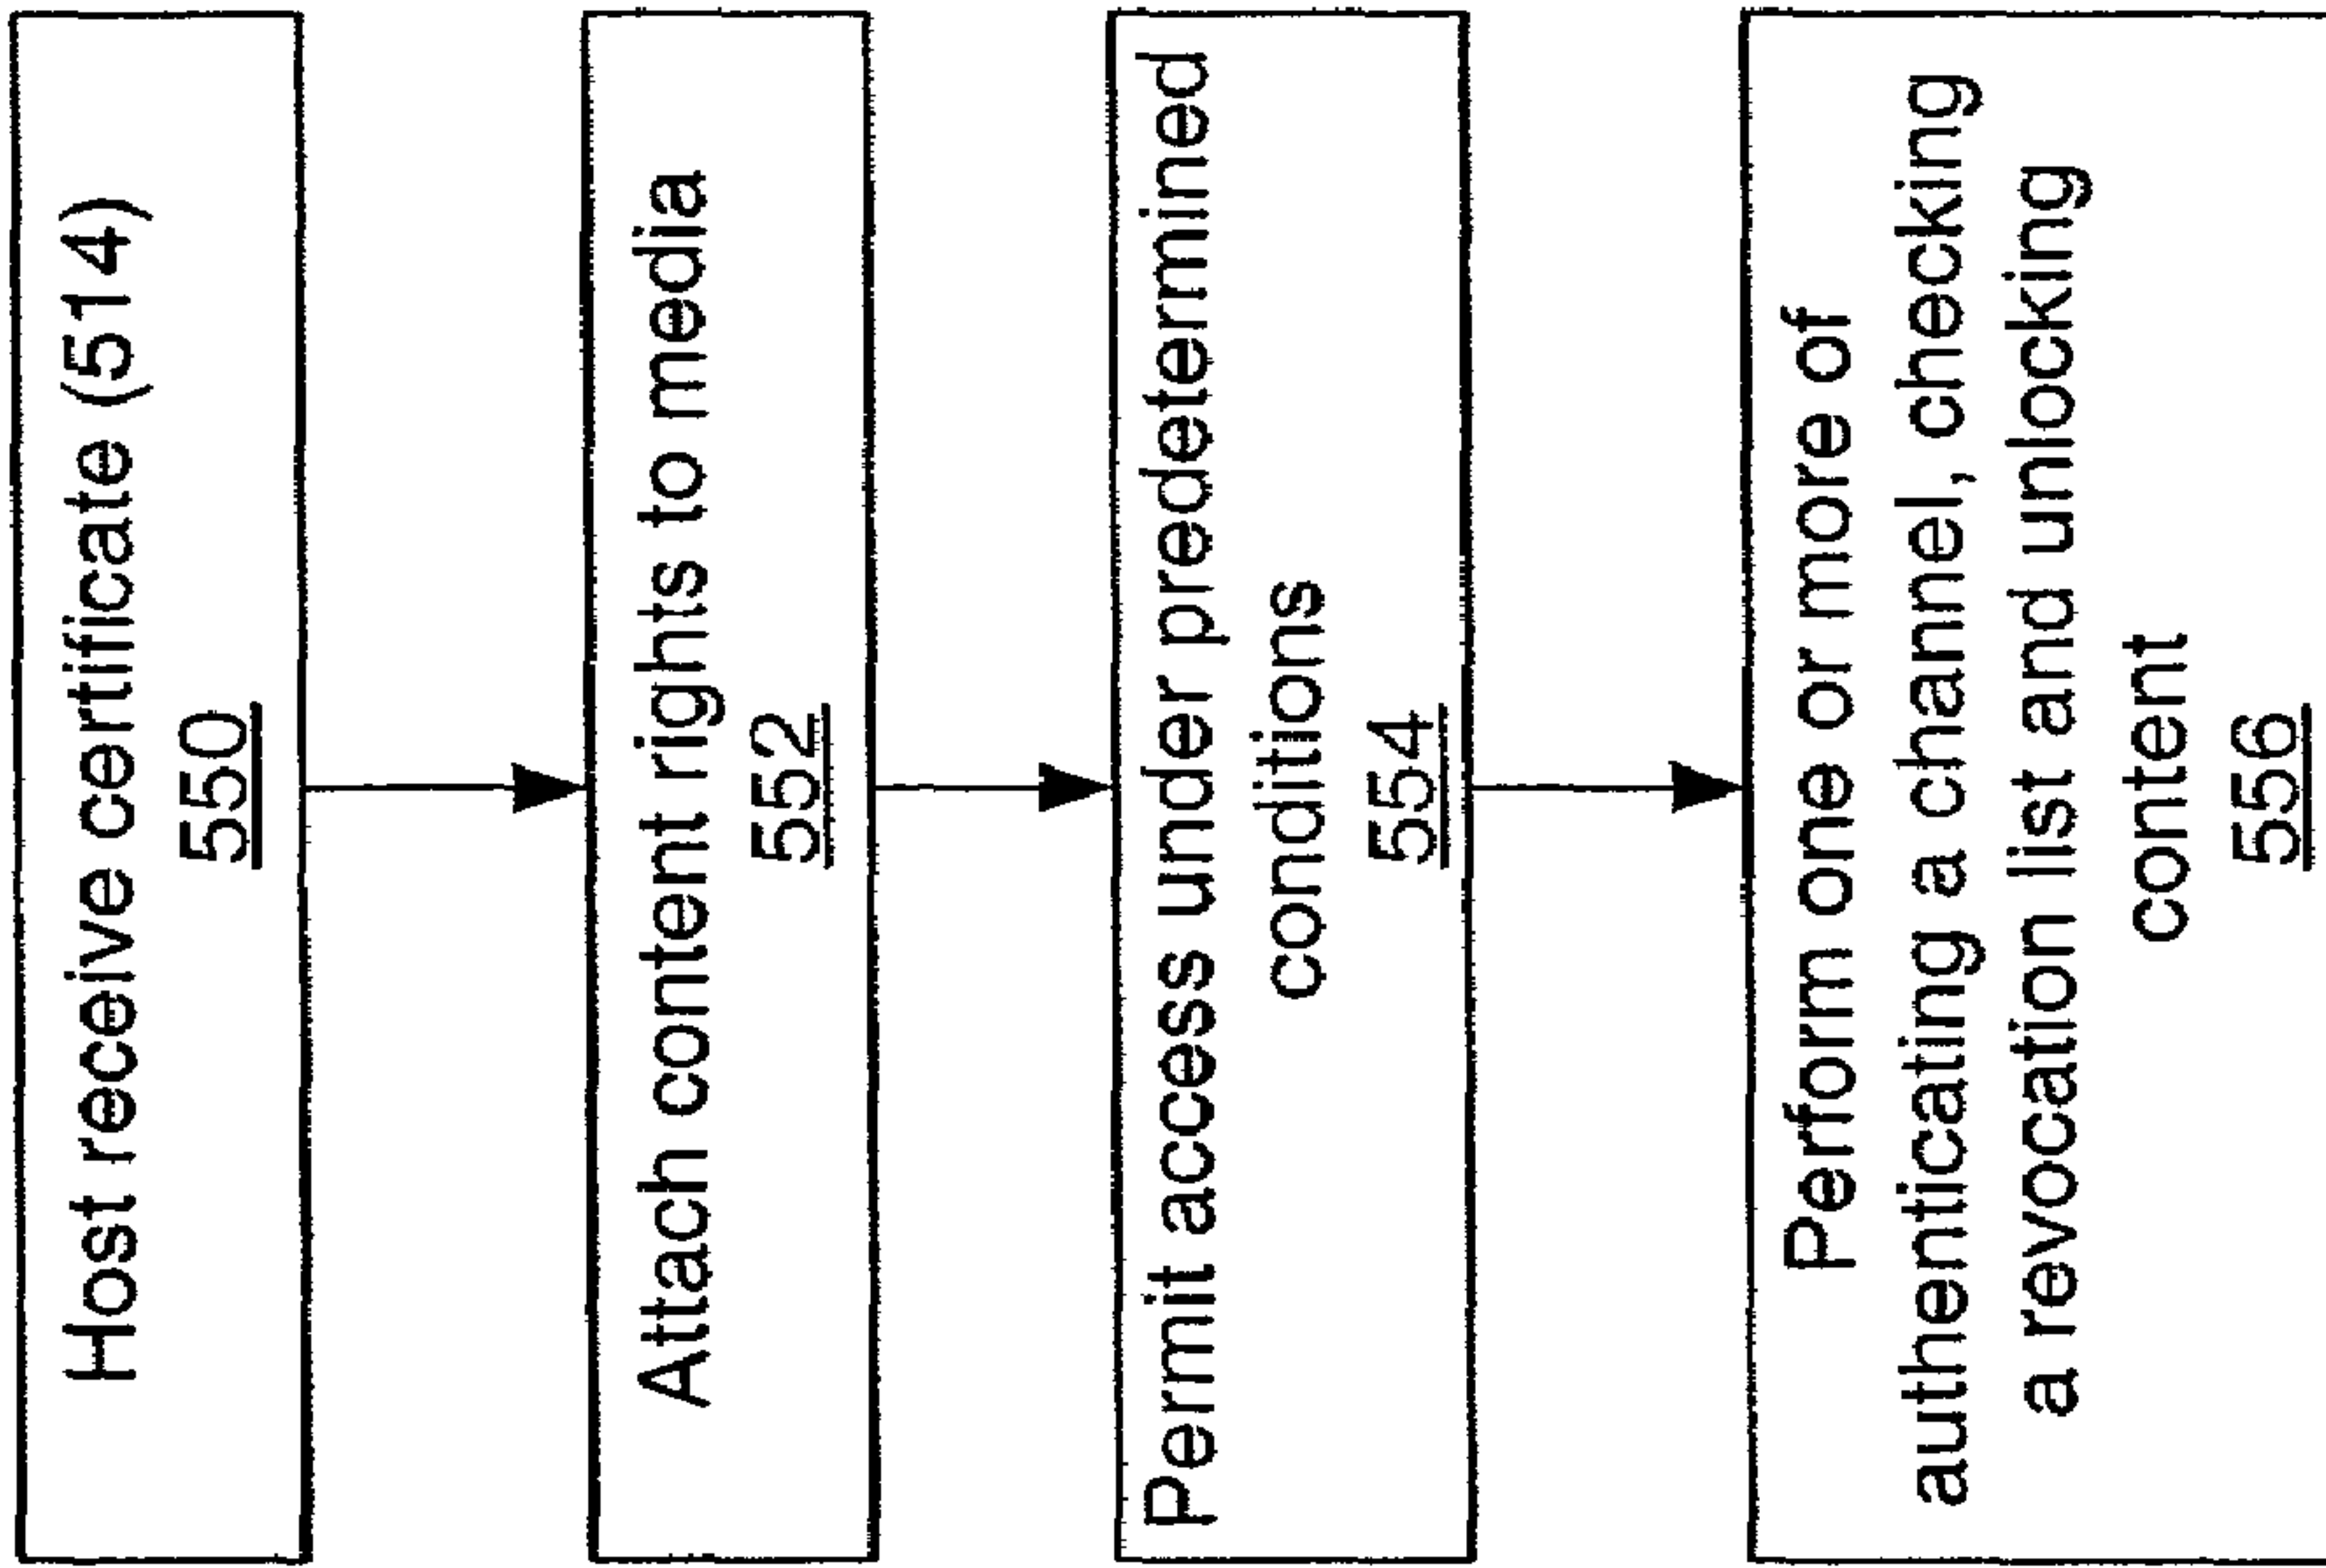 Host receive certificate (514)
550
Attach content rights to media
552
Permit access under predetermined
conditions
554
Perform one or more of
authenticating a channel, checking
a revocation list and unlocking
content
556